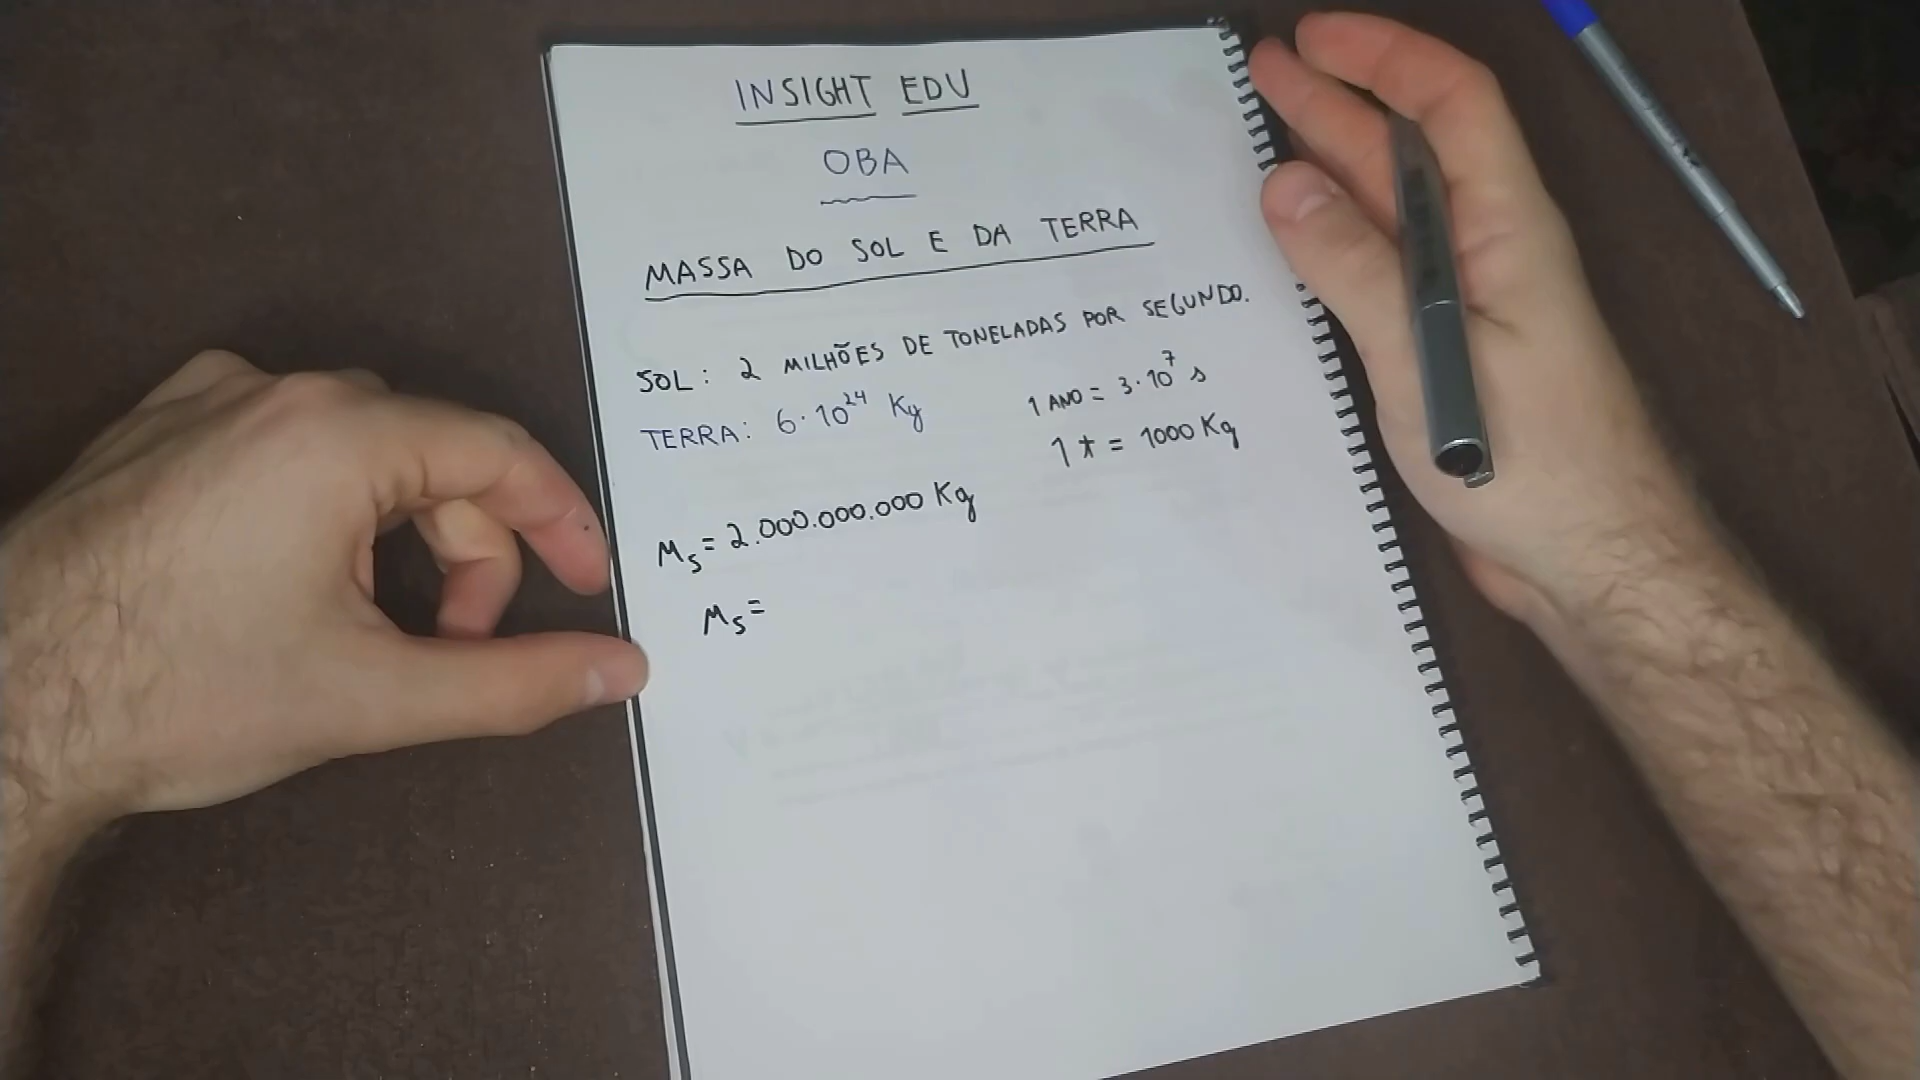 INSIGHT EDU
OBA
MASSA DO SOL E DA TERRA
SOL: 2 MILHÕES DE TONELADAS POR SEGUNDO.
TERRA: 6·10²⁴ Kg
1 ANO = 3·10⁷ s
1 t = 1000 Kg
Ms = 2.000.000.000 Kg
Ms =